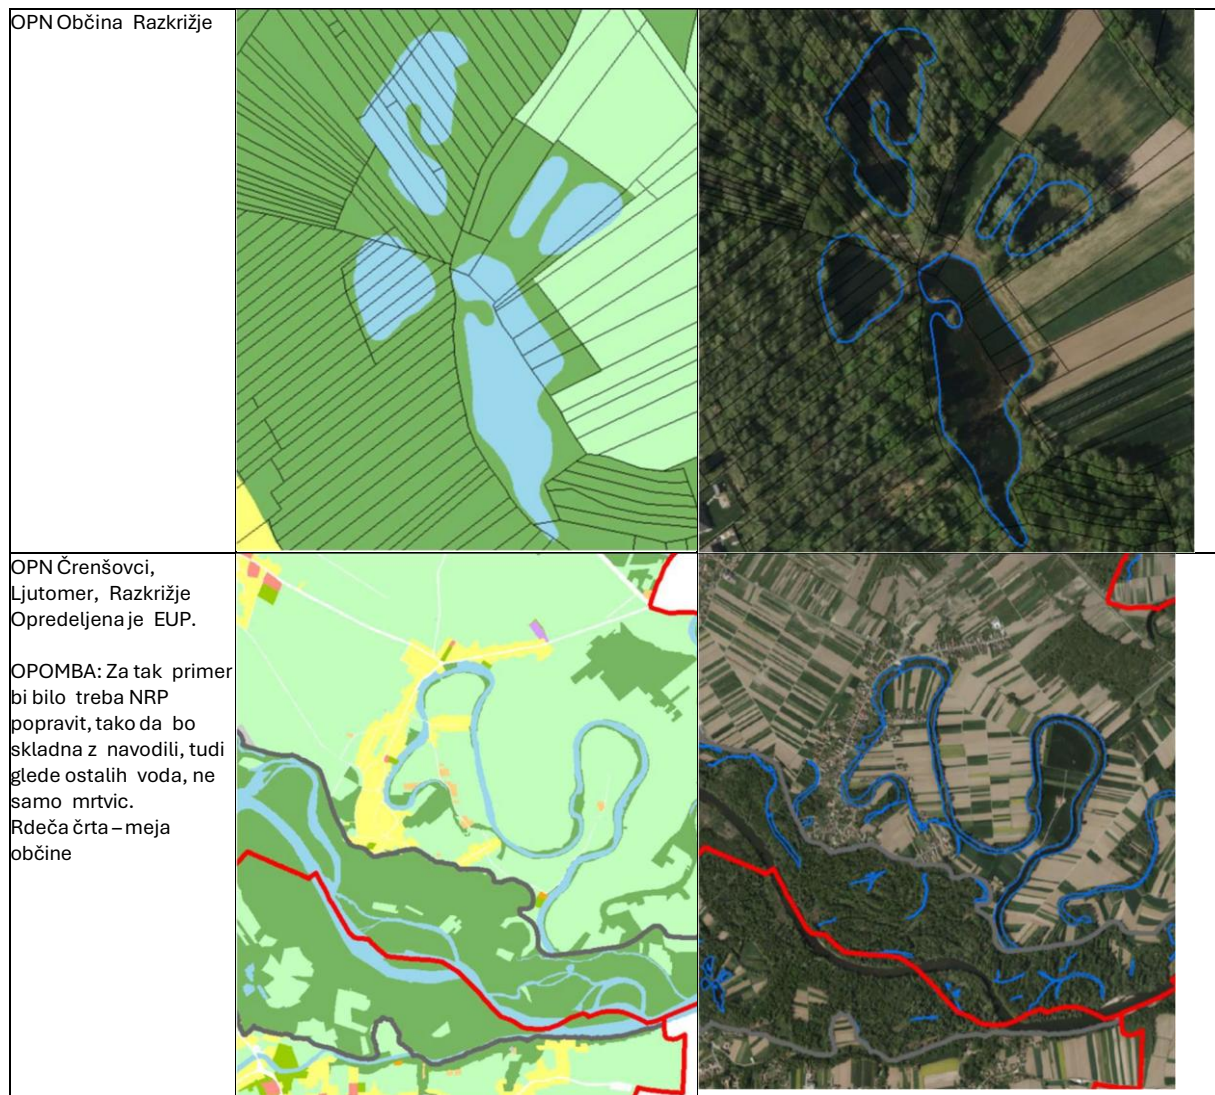 OPN Občina Razkrižje
OPN Črenšovci,
Ljutomer, Razkrižje
Opredeljena je EUP.
OPOMBA: Za tak primer
bi bilo treba NRP
popravit, tako da bo
skladna z navodili, tudi
glede ostalih voda, ne
samo mrtvic.
Rdeča črta – meja
občine